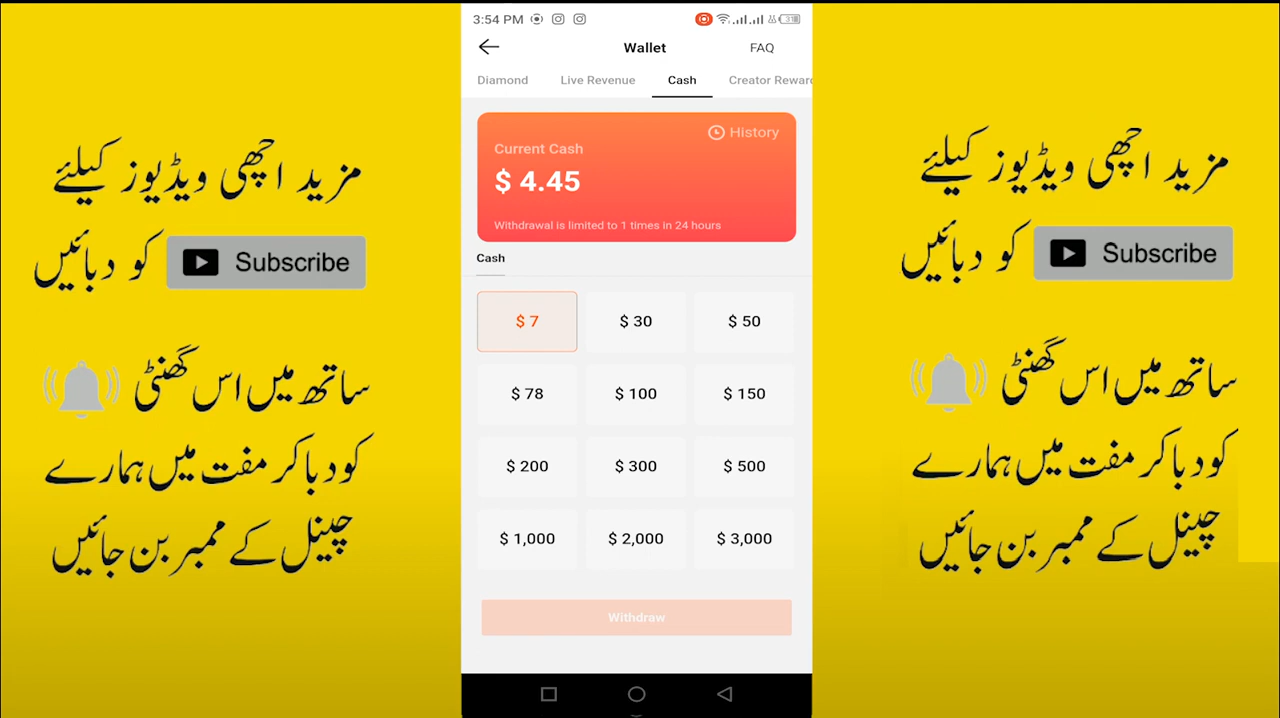 مزید اچھی ویڈیوز کیلئے
Subscribe کو دبائیں
ساتھ میں اس گھنٹی
کو دبا کر مفت میں ہمارے
چینل کے ممبر بن جائیں
3:54 PM
31
Wallet
FAQ
Diamond
Live Revenue
Cash
Creator Rewar
History
Current Cash
$ 4.45
Withdrawal is limited to 1 times in 24 hours
Cash
$ 7
$ 30
$ 50
$ 78
$ 100
$ 150
$ 200
$ 300
$ 500
$ 1,000
$ 2,000
$ 3,000
Withdraw
مزید اچھی ویڈیوز کیلئے
Subscribe کو دبائیں
ساتھ میں اس گھنٹی
کو دبا کر مفت میں ہمارے
چینل کے ممبر بن جائیں